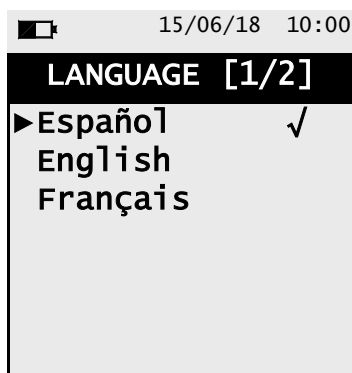 15/06/18 10:00
LANGUAGE [1/2]
▶Español √
English
Français